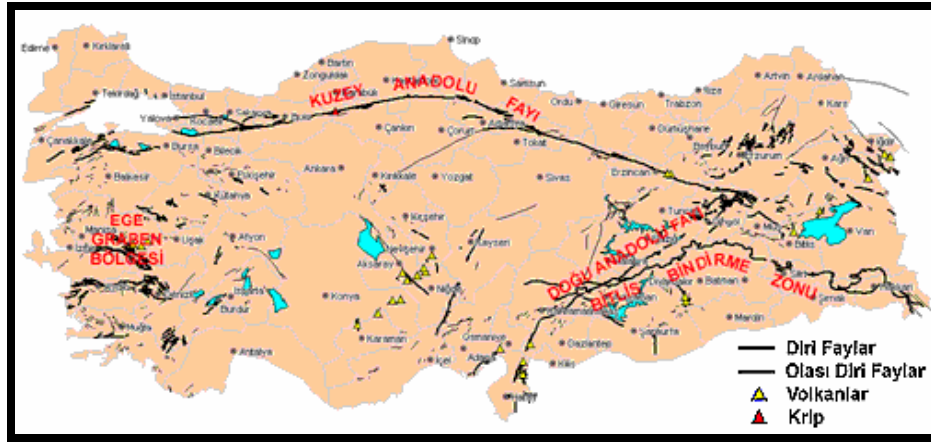 Sinop
Edirne
Kırklareli
Bartın
Zonguldak
KUZEY ANADOLU FAYI
Samsun
Artvin
Ardahan
Rize
Tekirdağ
İstanbul
Ordu
Giresun
Trabzon
Kars
Yalova
Kocaeli
Sakarya
Çankırı
Çorum
Amasya
Gümüşhane
Iğdır
Çanakkale
Bursa
Bilecik
Tokat
Bayburt
Erzurum
Ağrı
Ankara
Balıkesir
Eskişehir
Kırıkkale
Yozgat
Sivas
Erzincan
Kütahya
Kırşehir
EGE
GRABEN
BÖLGESİ
Manisa
Uşak
Afyon
Nevşehir
Kayseri
Muş
Bitlis
Van
Aksaray
DOĞU ANADOLU FAYI
BİTLİS BİNDİRME ZONU
Isparta
Burdur
Konya
Niğde
Batman
Siirt
Şırnak
Muğla
Mardin
Antalya
Karaman
İçel
Adana
Osmaniye
Gaziantep
Şanlıurfa
Kilis
Hatay
Diri Faylar
Olası Diri Faylar
Volkanlar
Krip